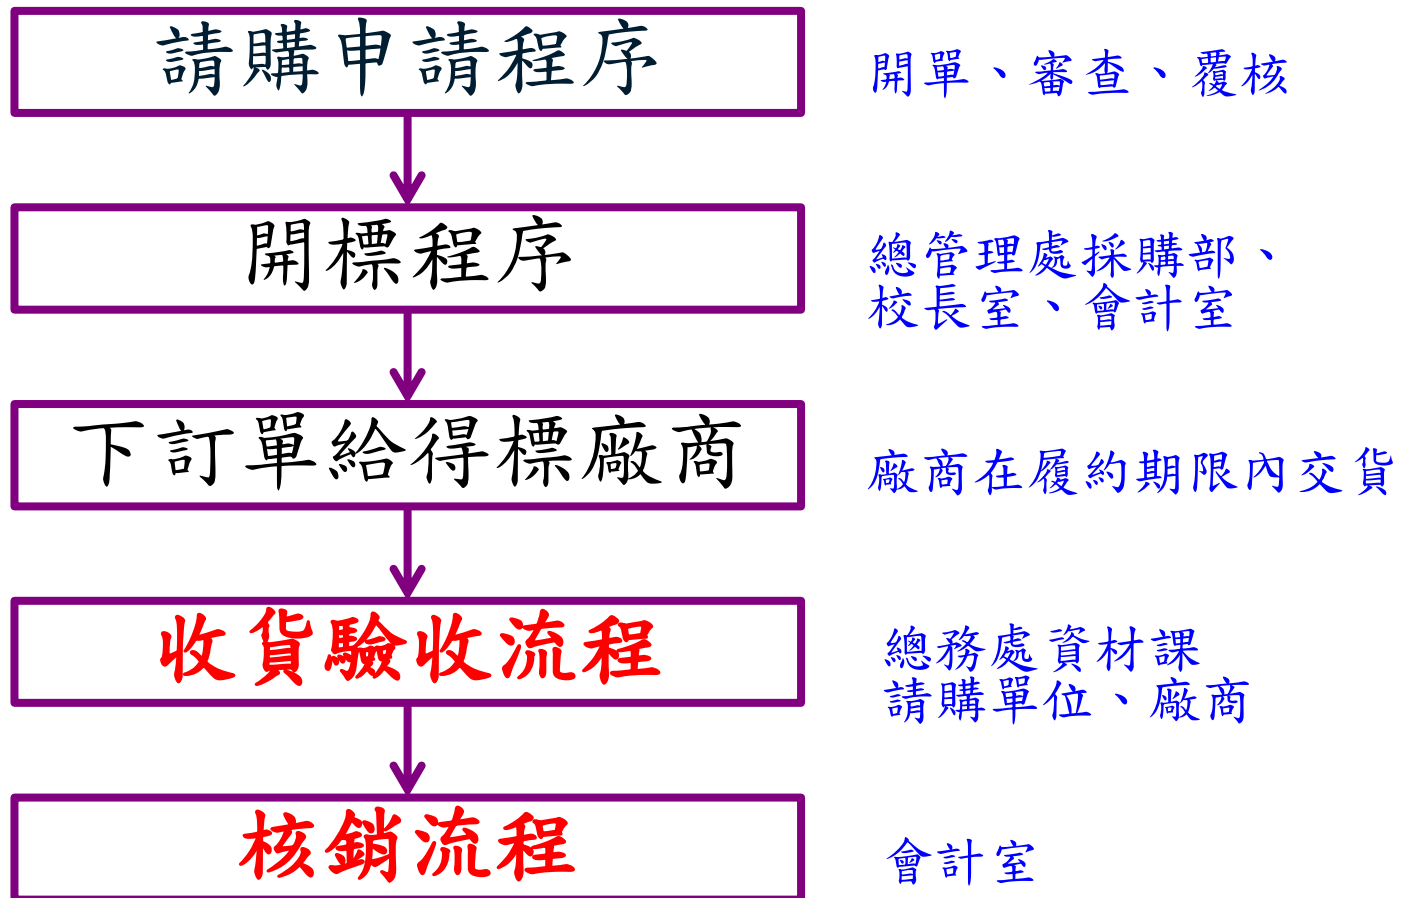 請購申請程序
開單、審查、覆核
開標程序
總管理處採購部、
校長室、會計室
下訂單給得標廠商
廠商在履約期限內交貨
收貨驗收流程
總務處資材課
請購單位、廠商
核銷流程
會計室